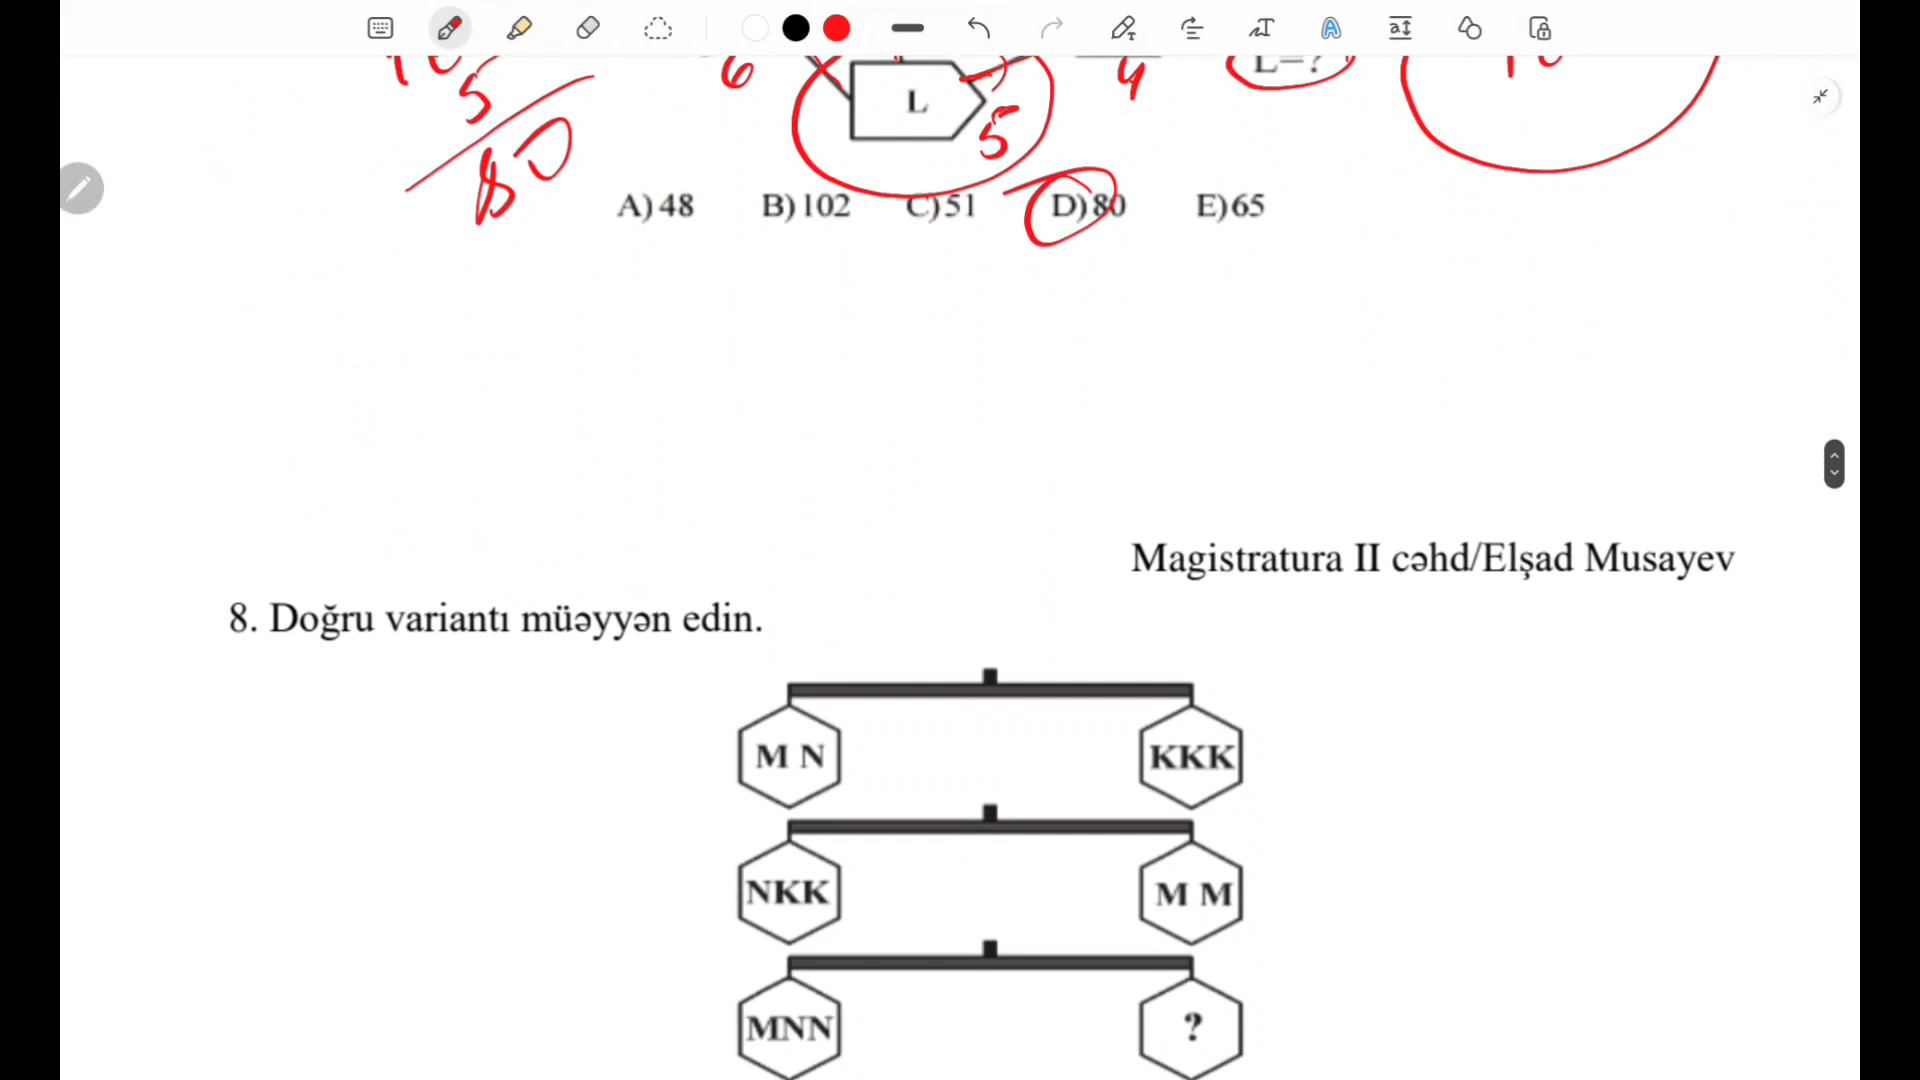 5
80
6
L
5
4
L=?
A) 48 B) 102 C) 51 D) 80 E) 65
Magistratura II cəhd/Elşad Musayev
8. Doğru variantı müəyyən edin.
M N KKK
NKK M M
MNN ?